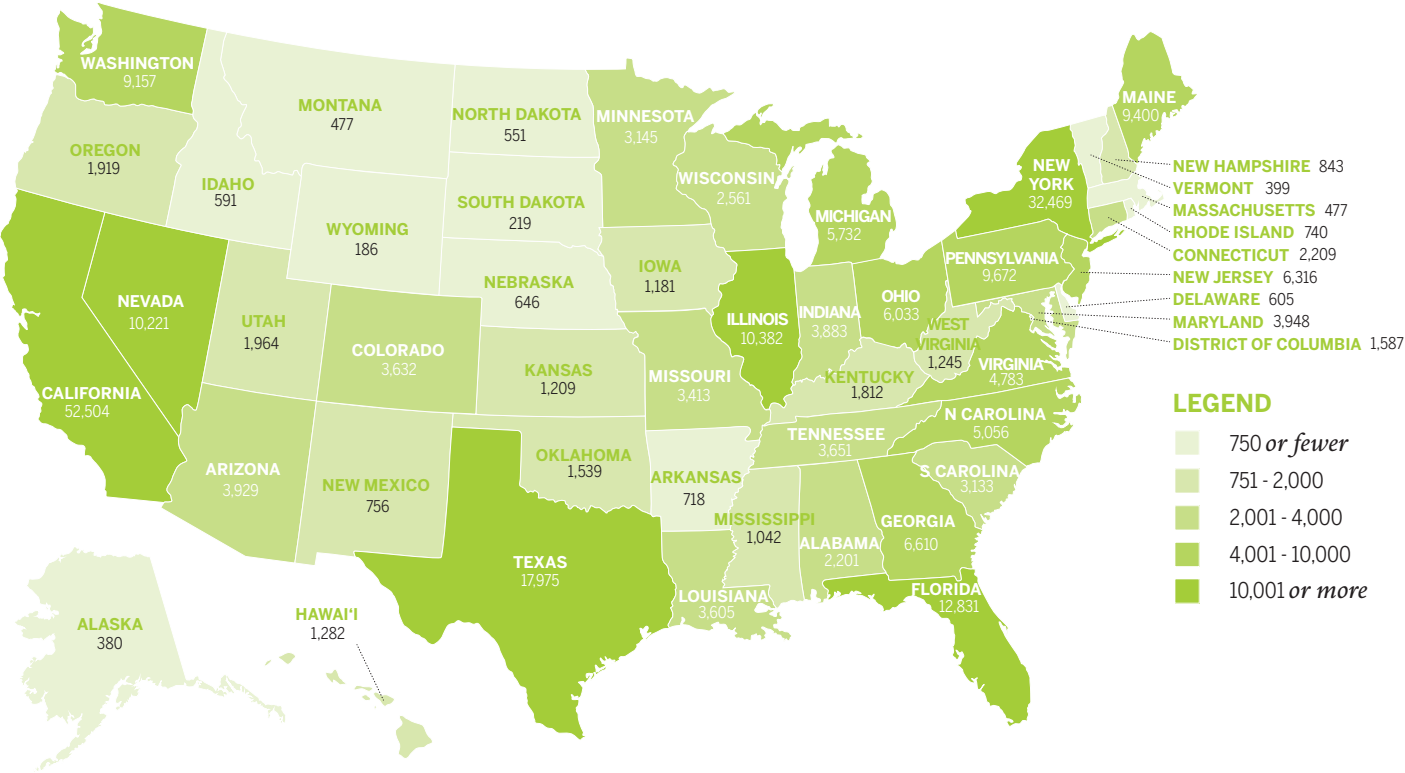 WASHINGTON
9,157
OREGON
1,919
IDAHO
591
MONTANA
477
NORTH DAKOTA
551
MINNESOTA
3,145
WISCONSIN
2,561
SOUTH DAKOTA
219
WYOMING
186
NEBRASKA
646
IOWA
1,181
MICHIGAN
5,732
NEW
YORK
32,469
MAINE
9,400
NEW HAMPSHIRE 843
VERMONT 399
MASSACHUSETTS 477
RHODE ISLAND 740
CONNECTICUT 2,209
NEW JERSEY 6,316
DELAWARE 605
MARYLAND 3,948
DISTRICT OF COLUMBIA 1,587
PENNSYLVANIA
9,672
OHIO
6,033
INDIANA
3,883
ILLINOIS
10,382
WEST
VIRGINIA
1,245
VIRGINIA
4,783
KENTUCKY
1,812
NEVADA
10,221
UTAH
1,964
COLORADO
3,632
KANSAS
1,209
MISSOURI
3,413
CALIFORNIA
52,504
ARIZONA
3,929
NEW MEXICO
756
OKLAHOMA
1,539
ARKANSAS
718
TENNESSEE
3,651
N CAROLINA
5,056
S CAROLINA
3,133
MISSISSIPPI
1,042
ALABAMA
2,201
GEORGIA
6,610
TEXAS
17,975
LOUISIANA
3,605
FLORIDA
12,831
ALASKA
380
HAWAI‘I
1,282
LEGEND
750 or fewer
751 - 2,000
2,001 - 4,000
4,001 - 10,000
10,001 or more